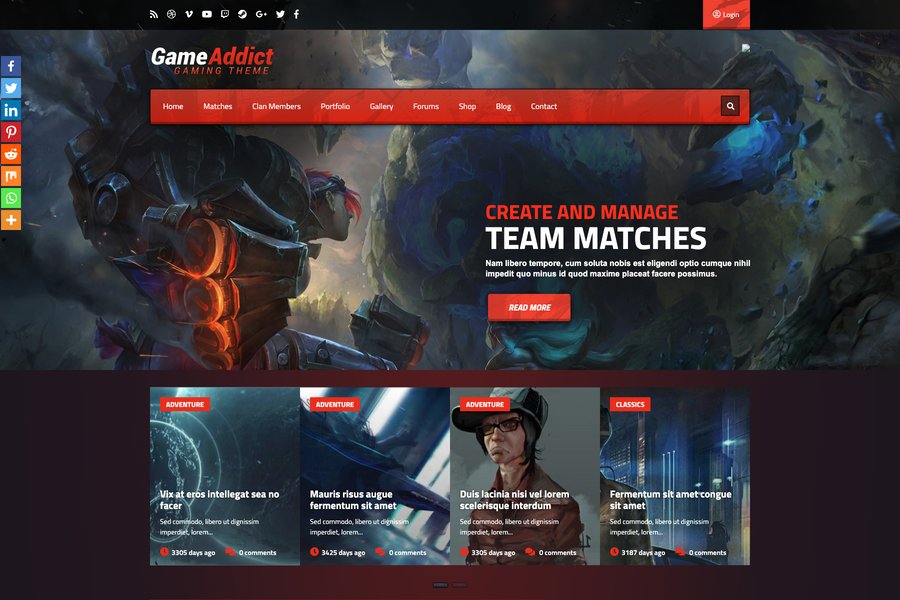 Login
GameAddict
GAMING THEME
Home Matches Clan Members Portfolio Gallery Forums Shop Blog Contact
CREATE AND MANAGE
TEAM MATCHES
Nam libero tempore, cum soluta nobis est eligendi optio cumque nihil
impedit quo minus id quod maxime placeat facere possimus.
READ MORE
ADVENTURE
Vix at eros intellegat sea no
facer
Sed commodo, libero ut dignissim
imperdiet, lorem...
3305 days ago 0 comments
ADVENTURE
Mauris risus augue
fermentum sit amet
Sed commodo, libero ut dignissim
imperdiet, lorem...
3425 days ago 0 comments
ADVENTURE
Duis lacinia nisi vel lorem
scelerisque interdum
Sed commodo, libero ut dignissim
imperdiet, lorem...
3305 days ago 0 comments
CLASSICS
Fermentum sit amet congue
sit amet
Sed commodo, libero ut dignissim
imperdiet, lorem...
3187 days ago 0 comments